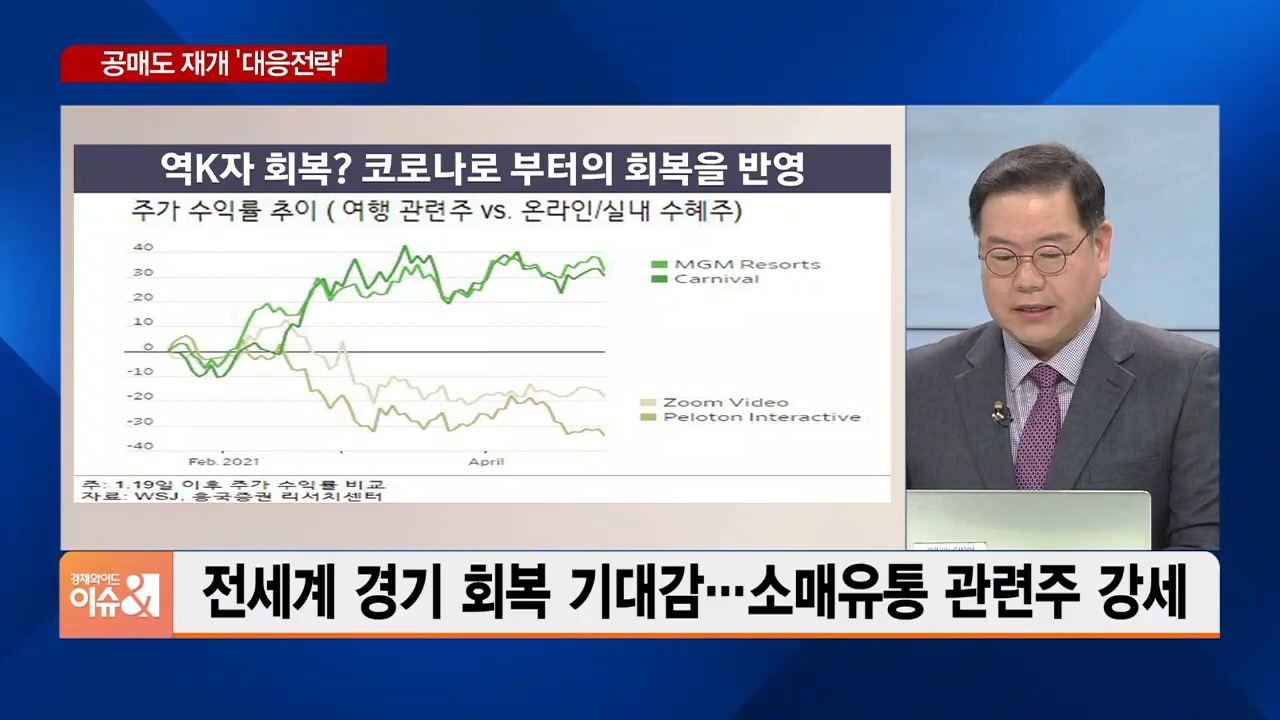 공매도 재개 '대응전략'
역K자 회복? 코로나로 부터의 회복을 반영
주가 수익률 추이 ( 여행 관련주 vs. 온라인/실내 수혜주)
40
30
20
10
0
-10
-20
-30
-40
Feb. 2021
April
MGM Resorts
Carnival
Zoom Video
Peloton Interactive
주: 1.19일 이후 주가 수익률 비교
자료: WSJ, 흥국증권 리서치센터
경제와이드
이슈&
전세계 경기 회복 기대감…소매유통 관련주 강세